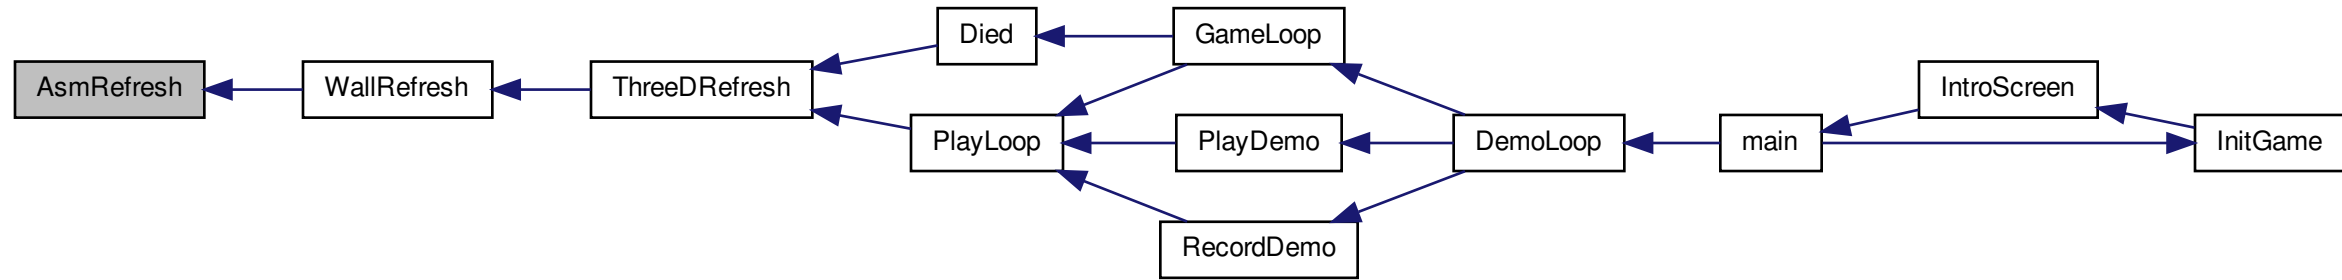 AsmRefresh
WallRefresh
ThreeDRefresh
Died
PlayLoop
GameLoop
PlayDemo
RecordDemo
DemoLoop
main
IntroScreen
InitGame